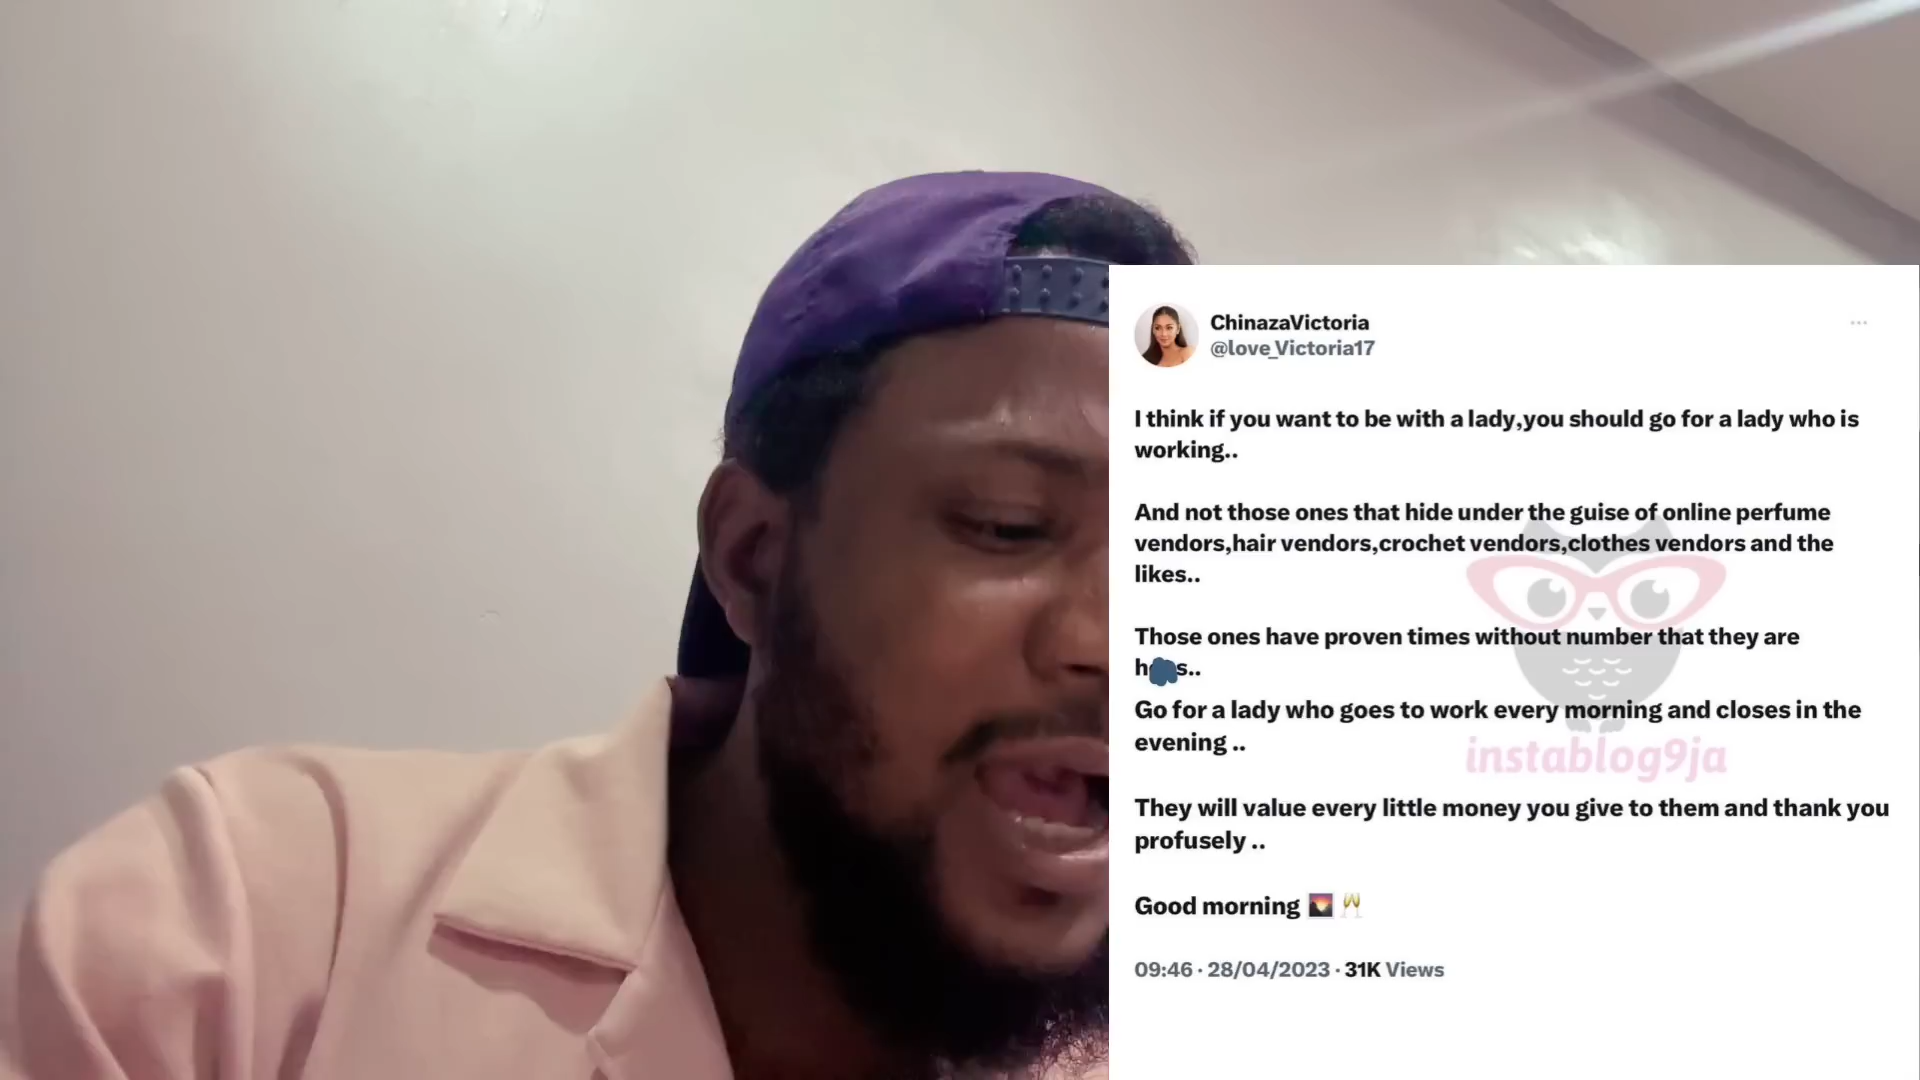 ChinazaVictoria
@love_Victoria17
I think if you want to be with a lady,you should go for a lady who is
working..
And not those ones that hide under the guise of online perfume
vendors,hair vendors,crochet vendors,clothes vendors and the
likes..
Those ones have proven times without number that they are
Go for a lady who goes to work every morning and closes in the
evening ..
They will value every little money you give to them and thank you
profusely ..
Good morning 🌄 🥂
09:46 · 28/04/2023 · 31K Views
instablog9ja